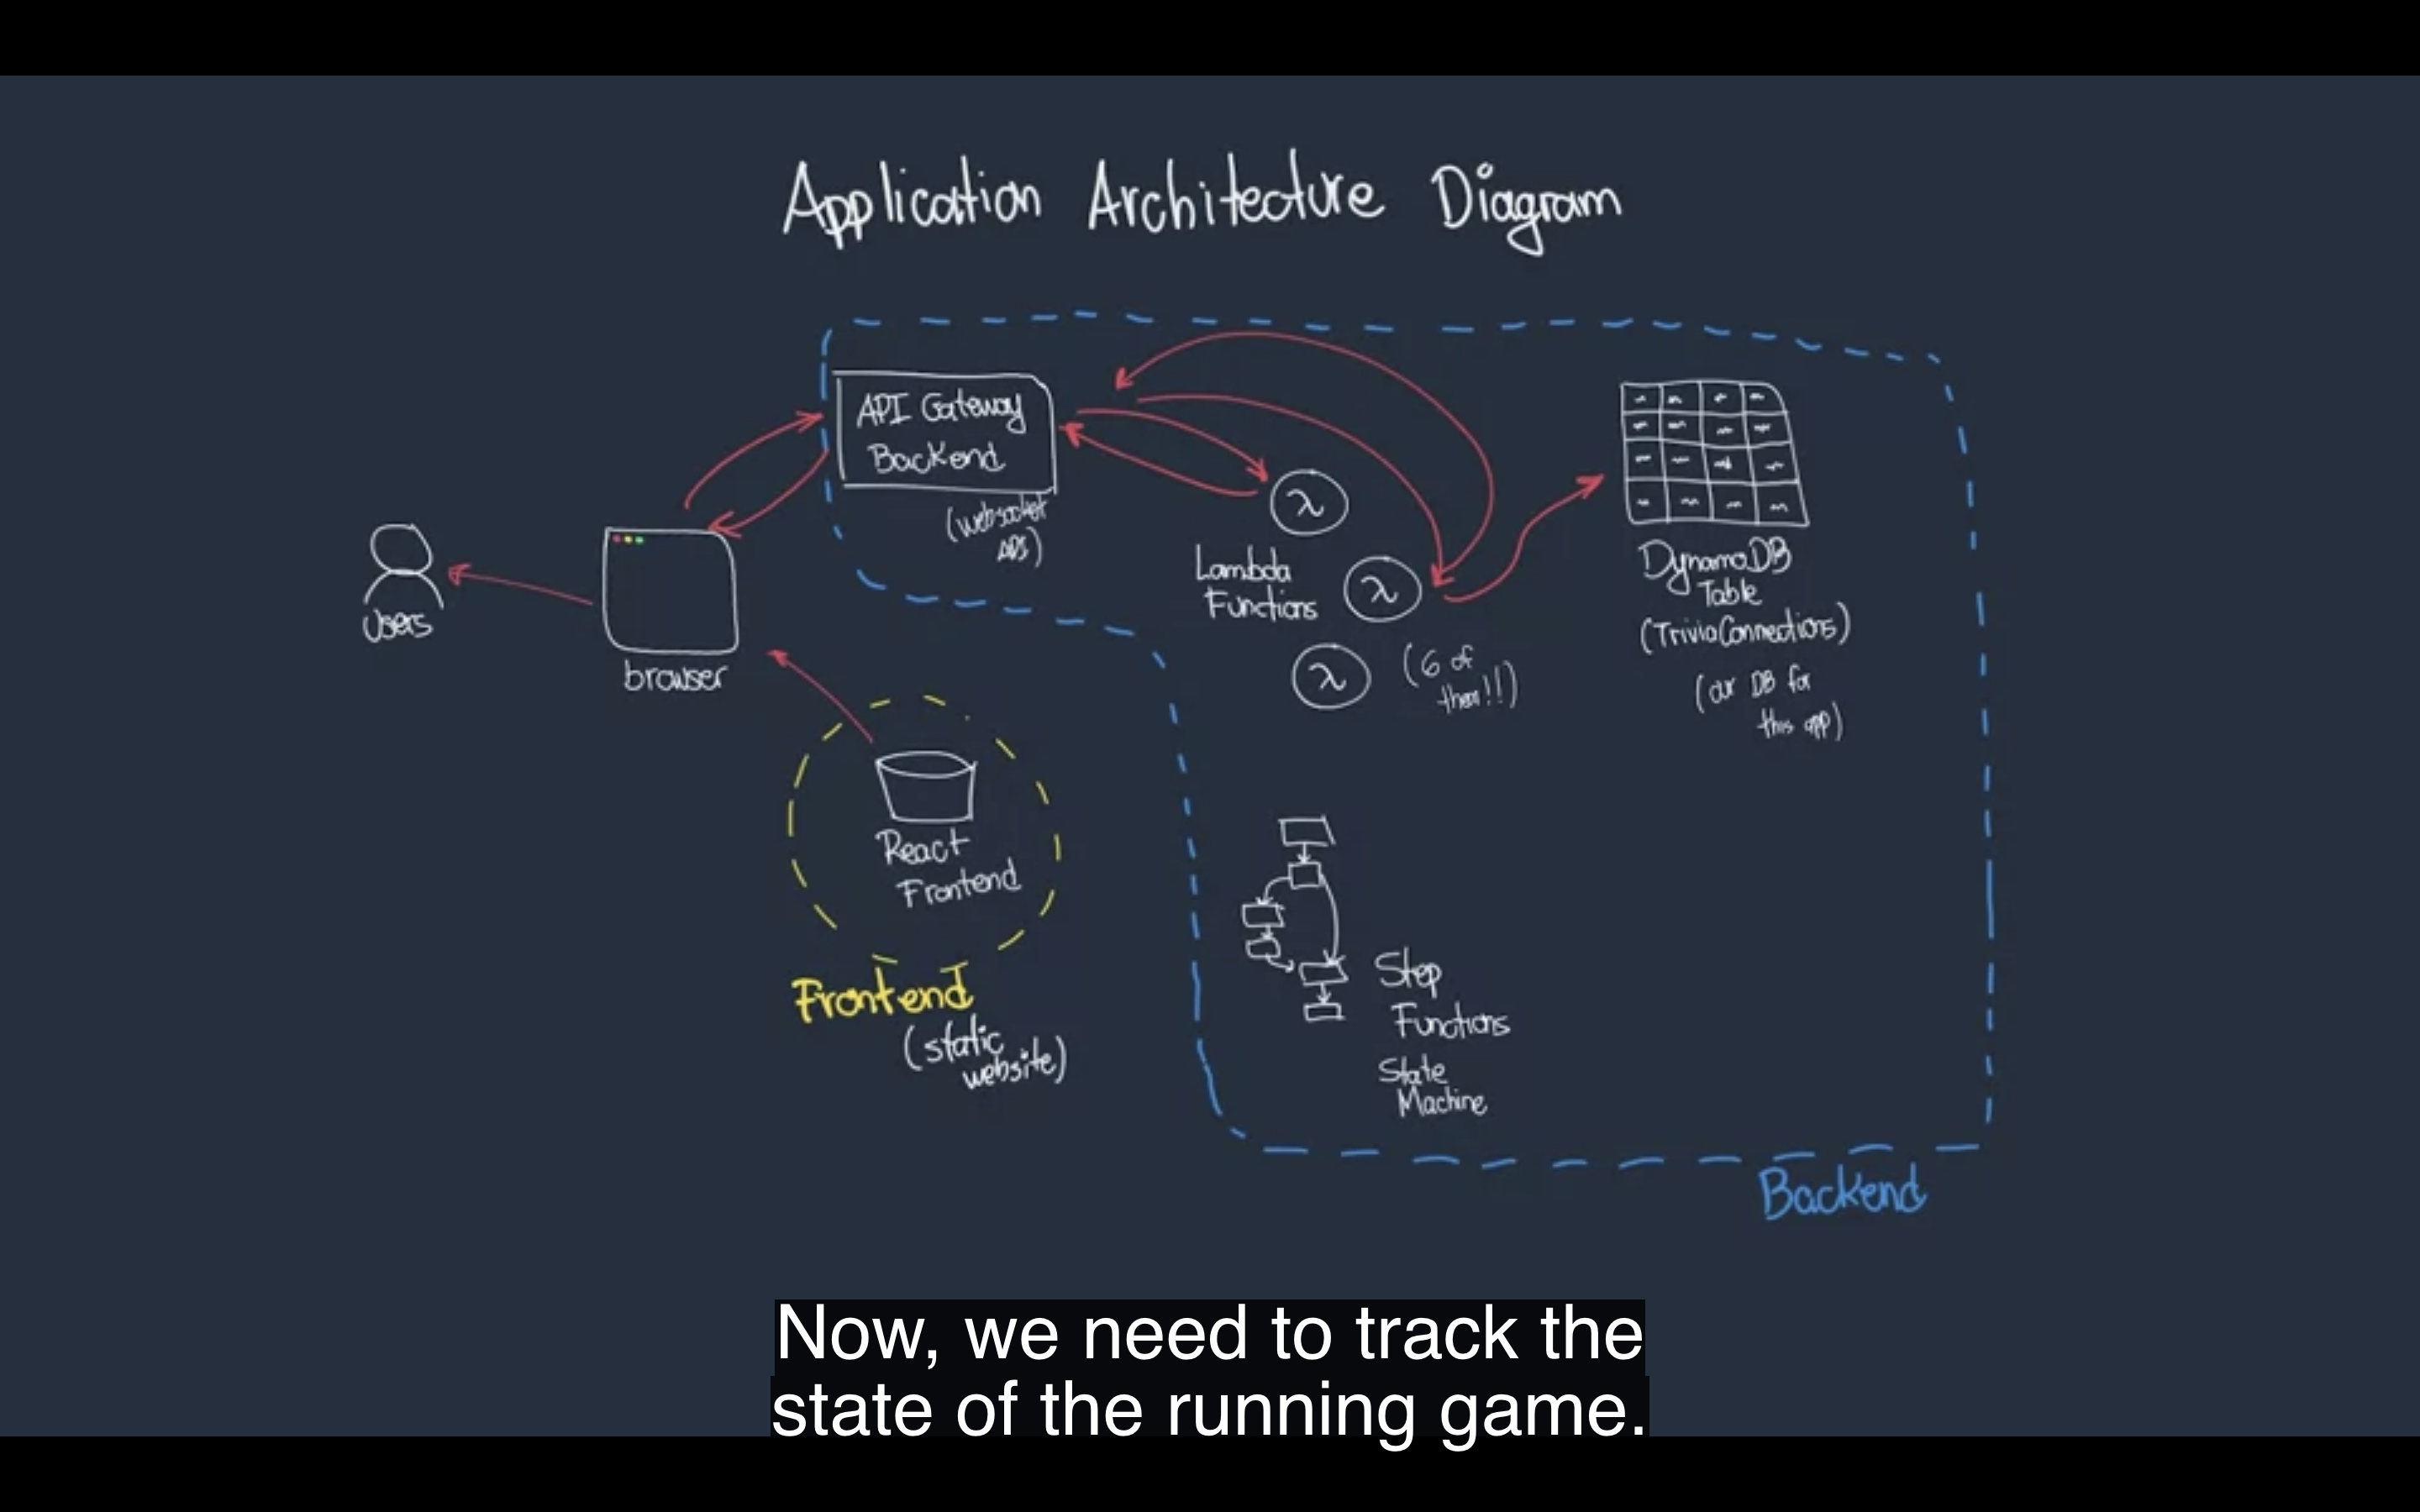 Application Architecture Diagram
API Gateway
Backend
(Websocket
API)
λ
Lambda
Functions
λ
λ
(6 of
them!!)
DynamoDB
Table
(TriviaConnections)
(our DB for
this app)
Users
browser
React
Frontend
Frontend
(static
website)
Step
Functions
State
Machine
Backend
Now, we need to track the
state of the running game.